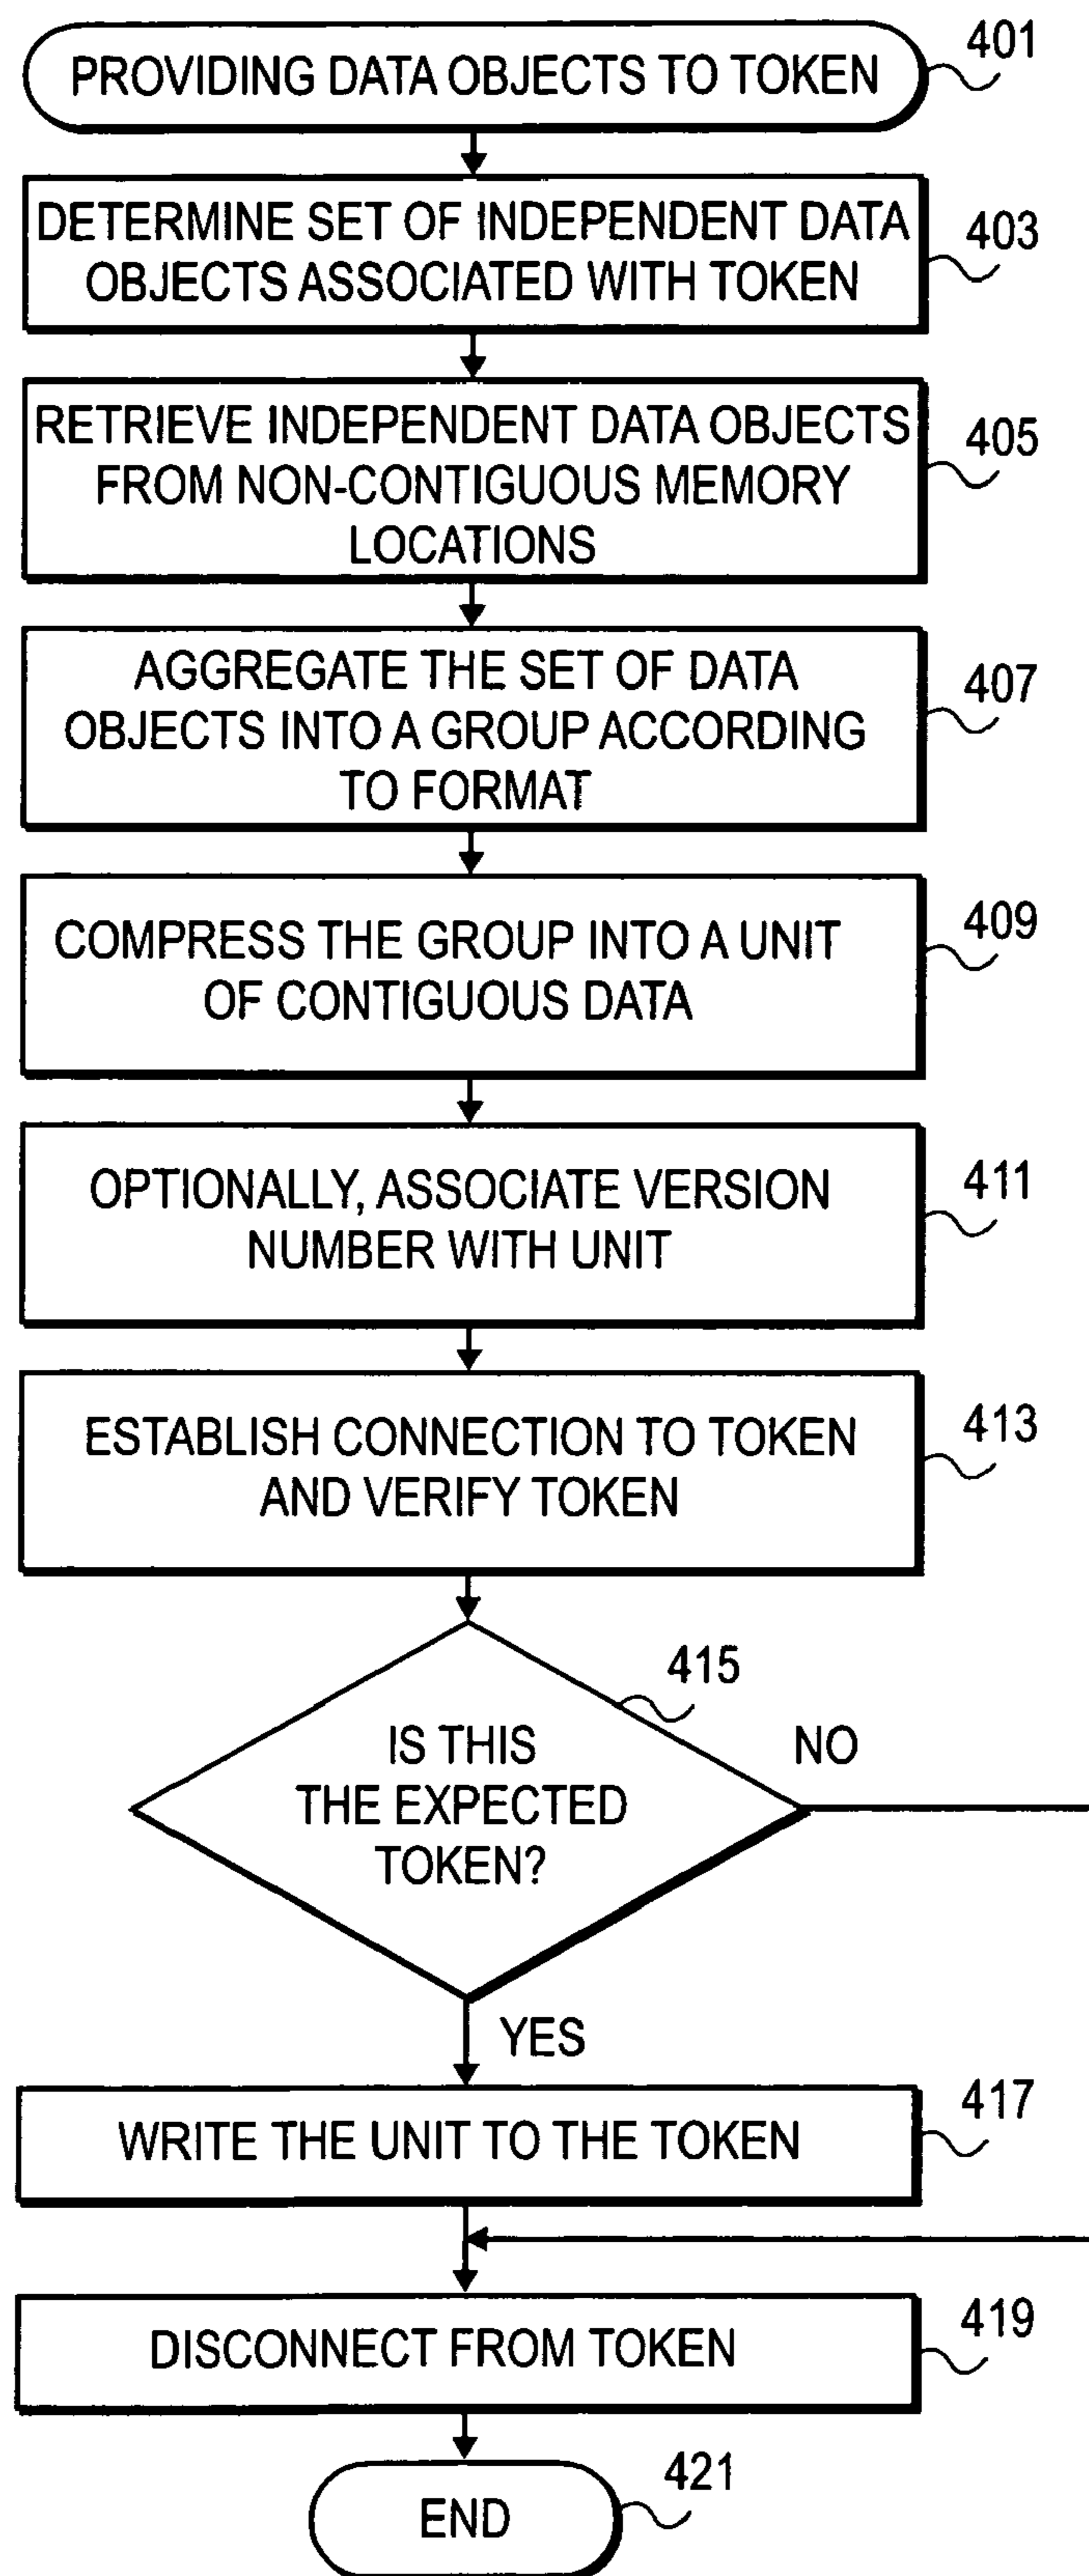 PROVIDING DATA OBJECTS TO TOKEN
401
DETERMINE SET OF INDEPENDENT DATA
OBJECTS ASSOCIATED WITH TOKEN
403
RETRIEVE INDEPENDENT DATA OBJECTS
FROM NON-CONTIGUOUS MEMORY
LOCATIONS
405
AGGREGATE THE SET OF DATA
OBJECTS INTO A GROUP ACCORDING
TO FORMAT
407
COMPRESS THE GROUP INTO A UNIT
OF CONTIGUOUS DATA
409
OPTIONALLY, ASSOCIATE VERSION
NUMBER WITH UNIT
411
ESTABLISH CONNECTION TO TOKEN
AND VERIFY TOKEN
413
IS THIS
THE EXPECTED
TOKEN?
415
NO
YES
WRITE THE UNIT TO THE TOKEN
417
DISCONNECT FROM TOKEN
419
END
421